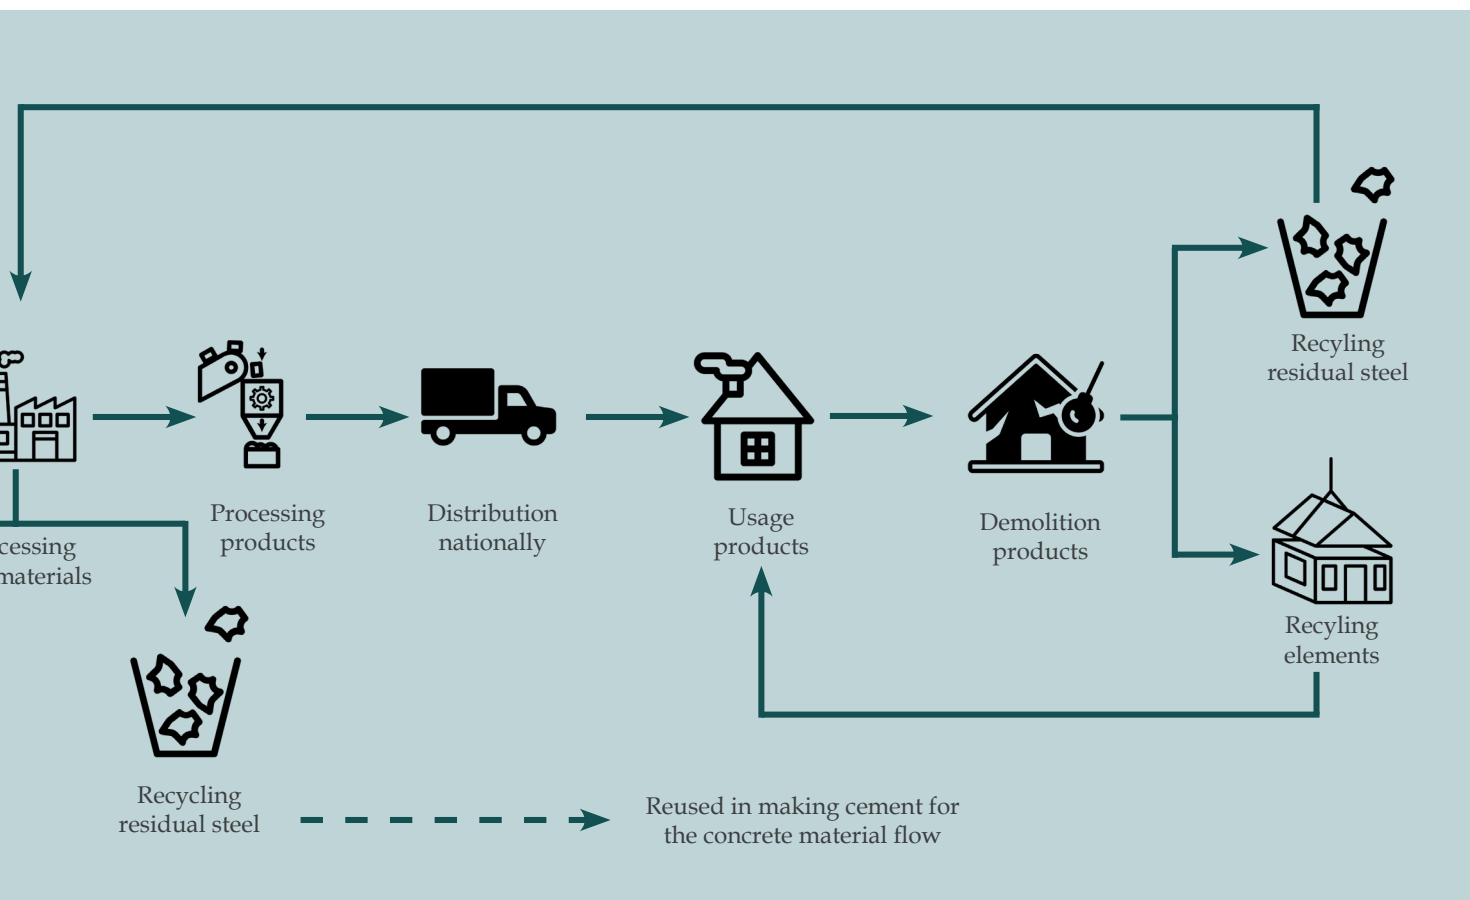 Recyling
residual steel
Processing
products
Distribution
nationally
Usage
products
Demolition
products
cessing
materials
Recyling
elements
Recycling
residual steel
Reused in making cement for
the concrete material flow